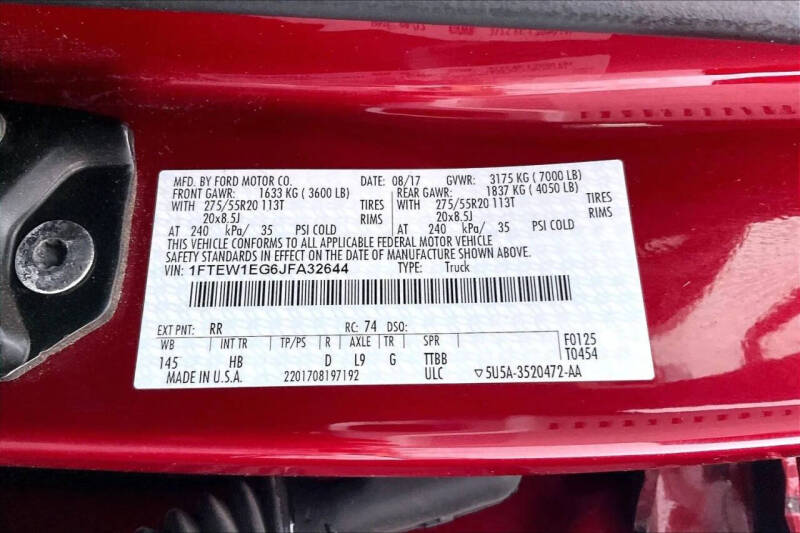 MFD. BY FORD MOTOR CO. DATE: 08/17 GVWR: 3175 KG ( 7000 LB)
FRONT GAWR: 1633 KG ( 3600 LB) REAR GAWR: 1837 KG ( 4050 LB)
WITH 275/55R20 113T TIRES WITH 275/55R20 113T TIRES
20x8.5J RIMS 20x8.5J RIMS
AT 240 kPa/ 35 PSI COLD AT 240 kPa/ 35 PSI COLD
THIS VEHICLE CONFORMS TO ALL APPLICABLE FEDERAL MOTOR VEHICLE
SAFETY STANDARDS IN EFFECT ON THE DATE OF MANUFACTURE SHOWN ABOVE.
VIN: 1FTEW1EG6JFA32644 TYPE: Truck
EXT PNT: RR RC: 74 DSO: F0125
WB INT TR TP/PS R AXLE TR SPR T0454
145 HB D L9 G TTBB
MADE IN U.S.A. 2201708197192 ULC ▽5U5A-3520472-AA